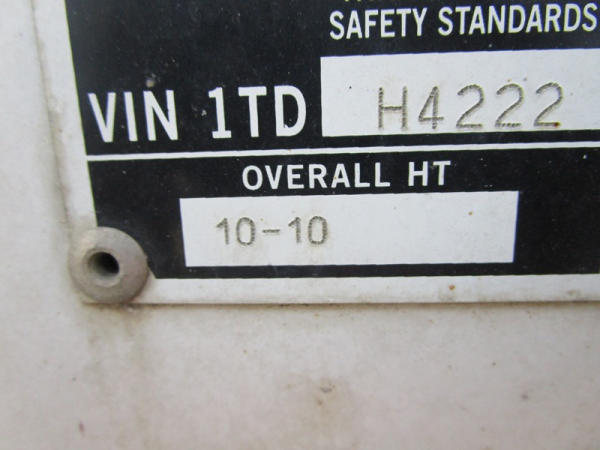 SAFETY STANDARDS
VIN 1TD H4222
OVERALL HT
10-10